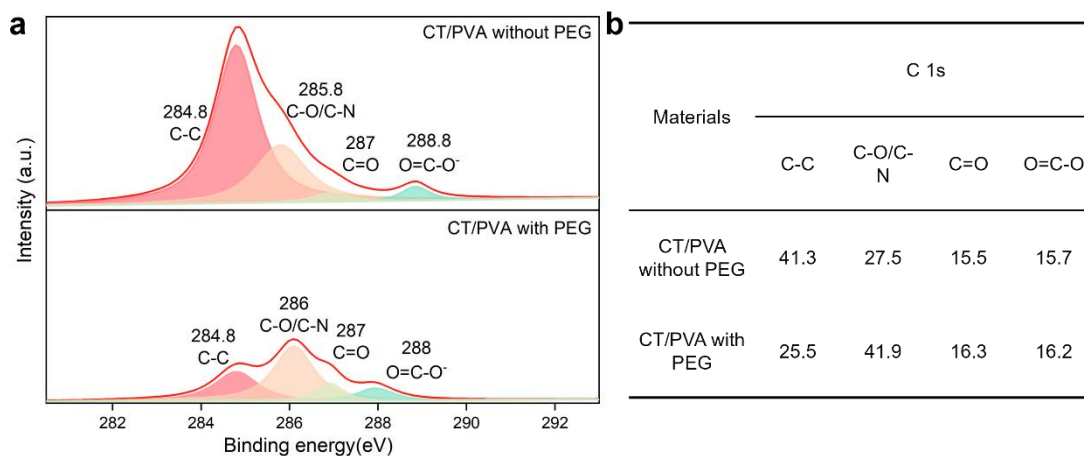 a
CT/PVA without PEG
284.8
C-C
285.8
C-O/C-N
287
C=O
288.8
O=C-O⁻
CT/PVA with PEG
284.8
C-C
286
C-O/C-N
287
C=O
288
O=C-O⁻
Intensity (a.u.)
282 284 286 288 290 292
Binding energy(eV)
b
Materials
C 1s
C-C
C-O/C-
N
C=O
O=C-O
CT/PVA
without PEG
41.3 27.5 15.5 15.7
CT/PVA with
PEG
25.5 41.9 16.3 16.2